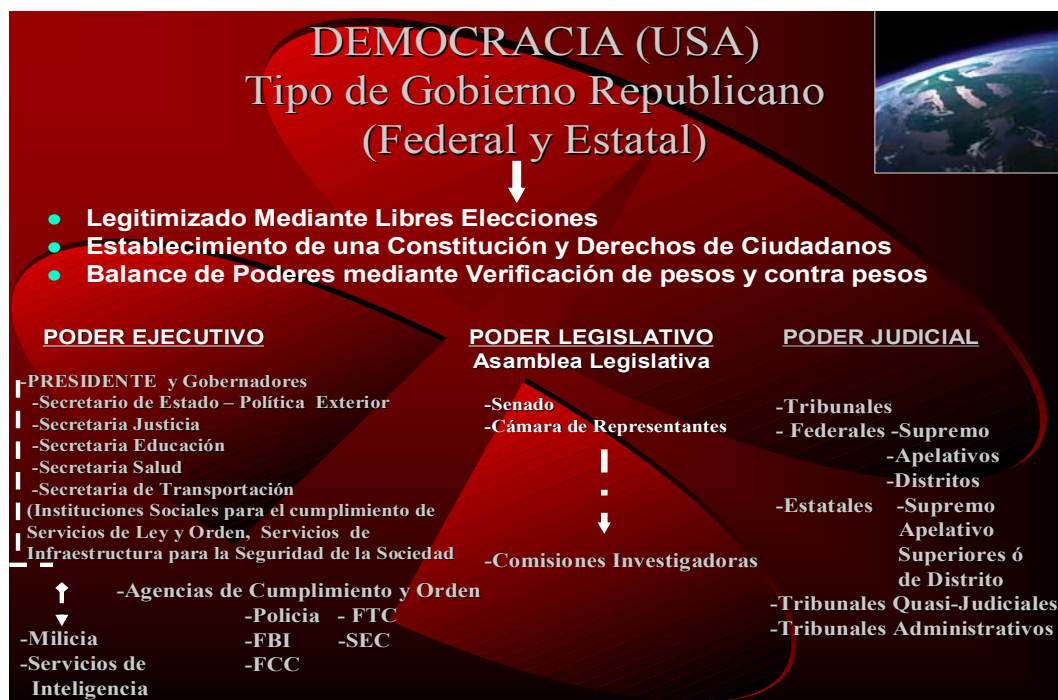 DEMOCRACIA (USA)
Tipo de Gobierno Republicano
(Federal y Estatal)
Legitimizado Mediante Libres Elecciones
Establecimiento de una Constitución y Derechos de Ciudadanos
Balance de Poderes mediante Verificación de pesos y contra pesos
PODER EJECUTIVO
-PRESIDENTE y Gobernadores
-Secretario de Estado – Política Exterior
-Secretaria Justicia
-Secretaria Educación
-Secretaria Salud
-Secretaria de Transportación
(Instituciones Sociales para el cumplimiento de
Servicios de Ley y Orden, Servicios de
Infraestructura para la Seguridad de la Sociedad
-Agencias de Cumplimiento y Orden
-Policia - FTC
-FBI -SEC
-FCC
-Milicia
-Servicios de
Inteligencia
PODER LEGISLATIVO
Asamblea Legislativa
-Senado
-Cámara de Representantes
-Comisiones Investigadoras
PODER JUDICIAL
-Tribunales
- Federales -Supremo
-Apelativos
-Distritos
-Estatales -Supremo
Apelativo
Superiores ó
de Distrito
-Tribunales Quasi-Judiciales
-Tribunales Administrativos